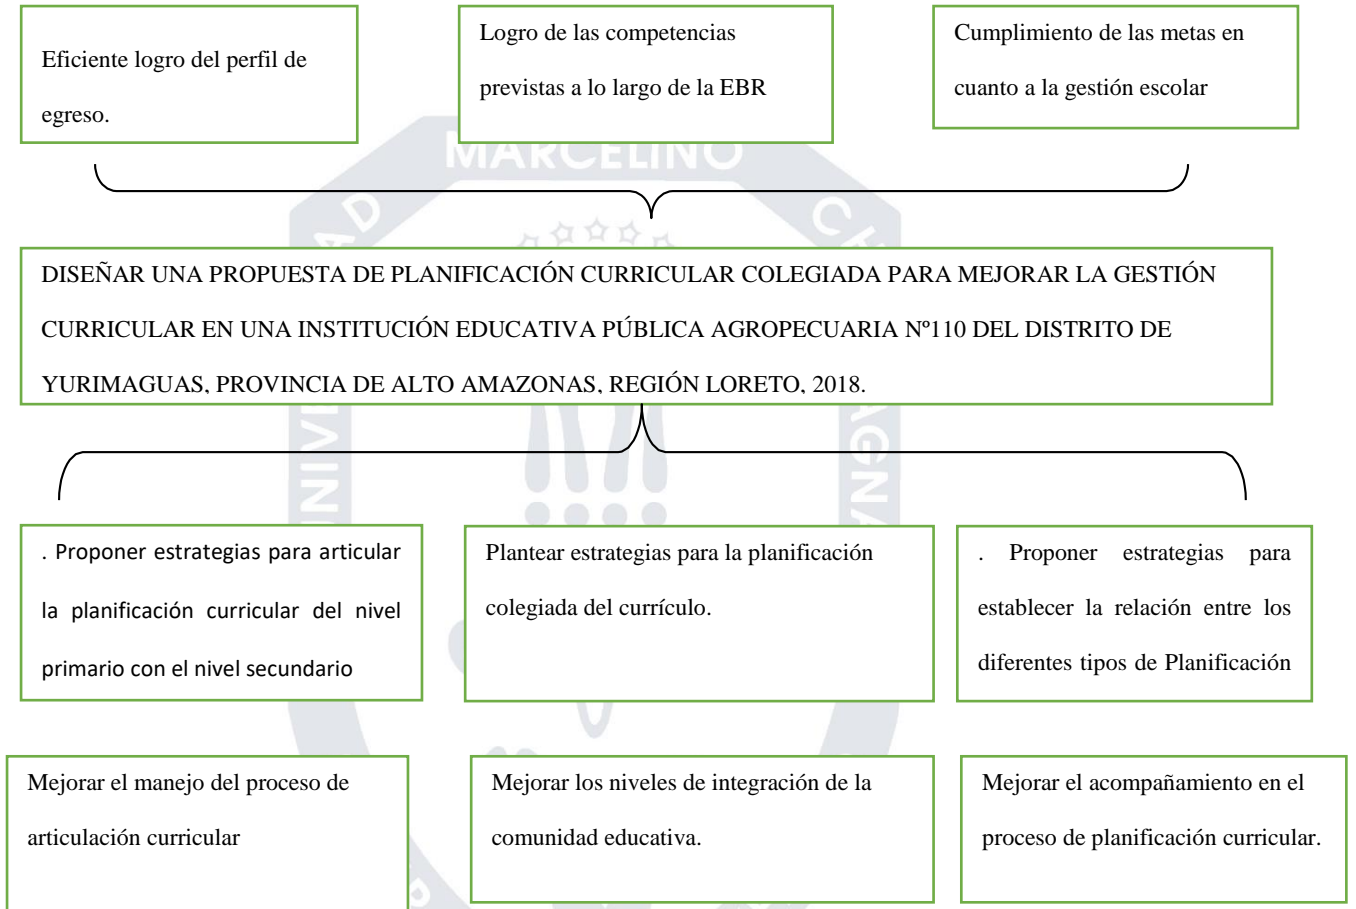 Eficiente logro del perfil de
egreso.
Logro de las competencias
previstas a lo largo de la EBR
Cumplimiento de las metas en
cuanto a la gestión escolar
MARCELINO
DISEÑAR UNA PROPUESTA DE PLANIFICACIÓN CURRICULAR COLEGIADA PARA MEJORAR LA GESTIÓN
CURRICULAR EN UNA INSTITUCIÓN EDUCATIVA PÚBLICA AGROPECUARIA Nº110 DEL DISTRITO DE
YURIMAGUAS, PROVINCIA DE ALTO AMAZONAS, REGIÓN LORETO, 2018.
. Proponer estrategias para articular
la planificación curricular del nivel
primario con el nivel secundario
Plantear estrategias para la planificación
colegiada del currículo.
. Proponer estrategias para
establecer la relación entre los
diferentes tipos de Planificación
Mejorar el manejo del proceso de
articulación curricular
Mejorar los niveles de integración de la
comunidad educativa.
Mejorar el acompañamiento en el
proceso de planificación curricular.